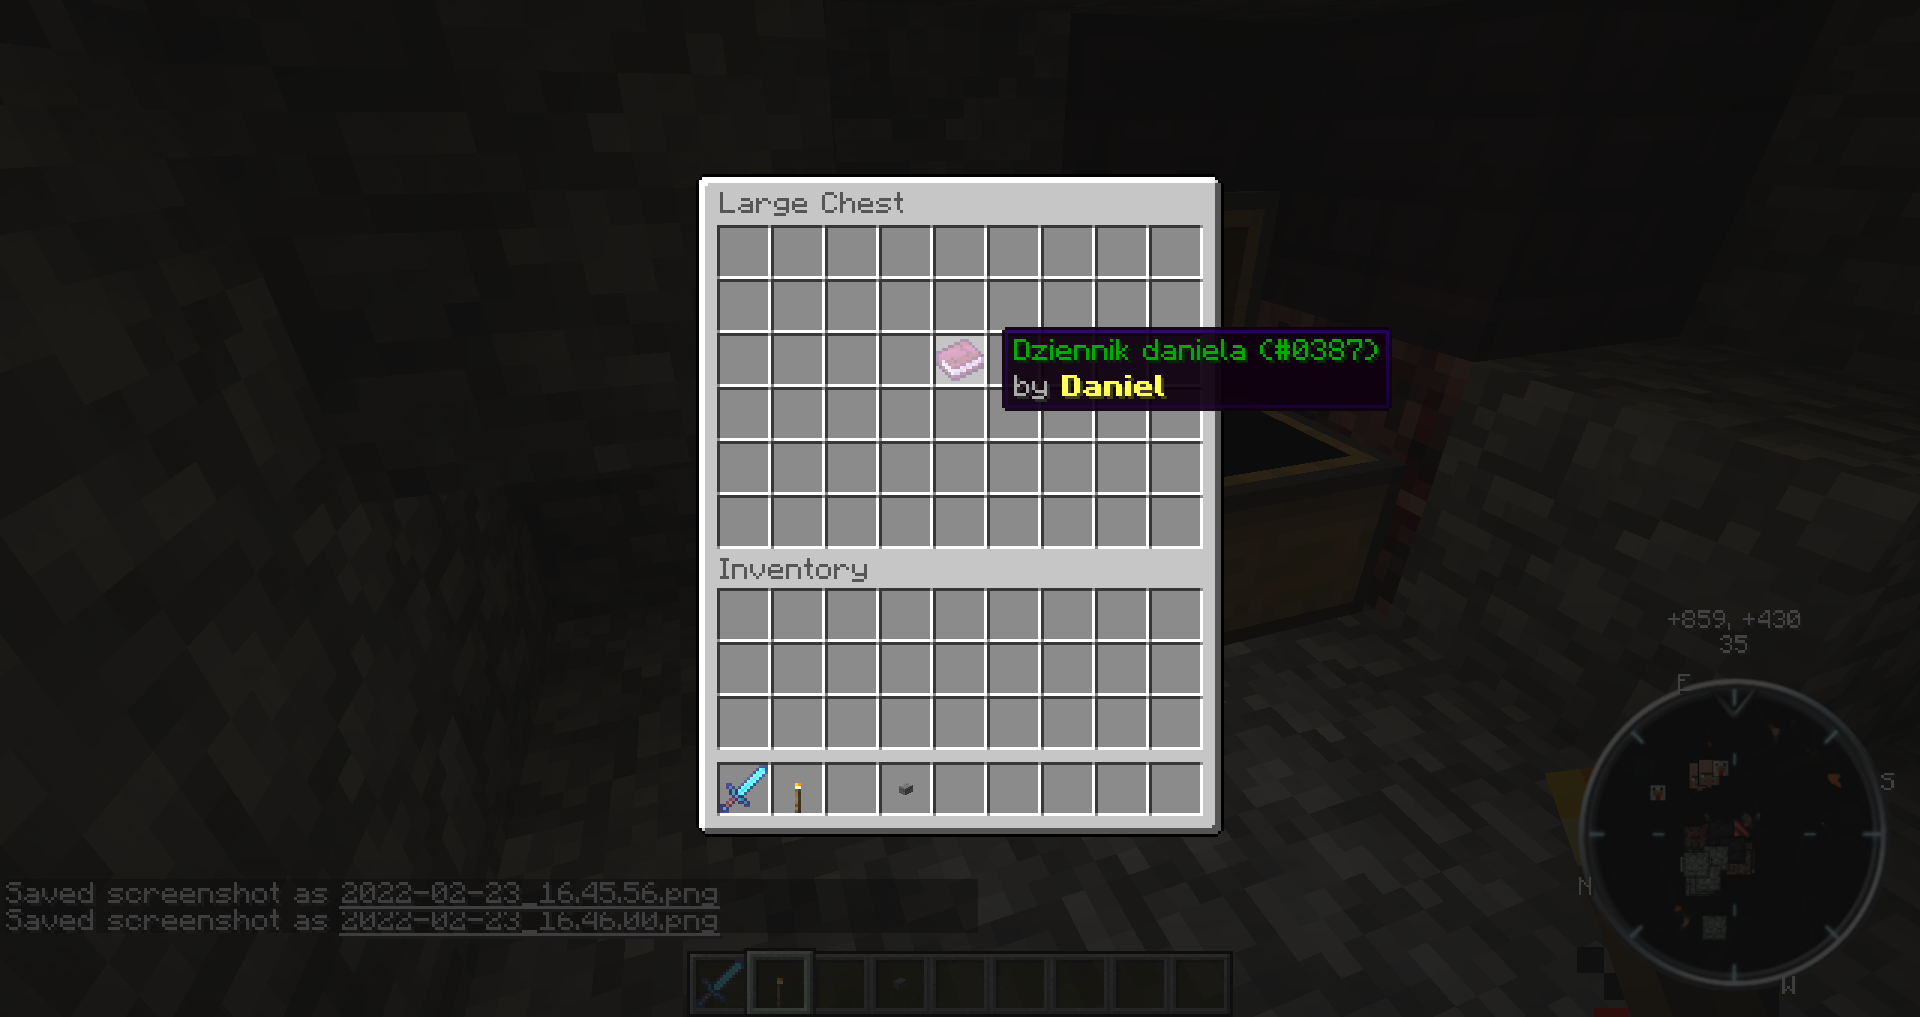 Large Chest
Dziennik daniela (#0387)
by Daniel
Inventory
+859, +430
35
E
S
N
W
Saved screenshot as 2022-02-23_16.45.56.png
Saved screenshot as 2022-02-23_16.46.00.png